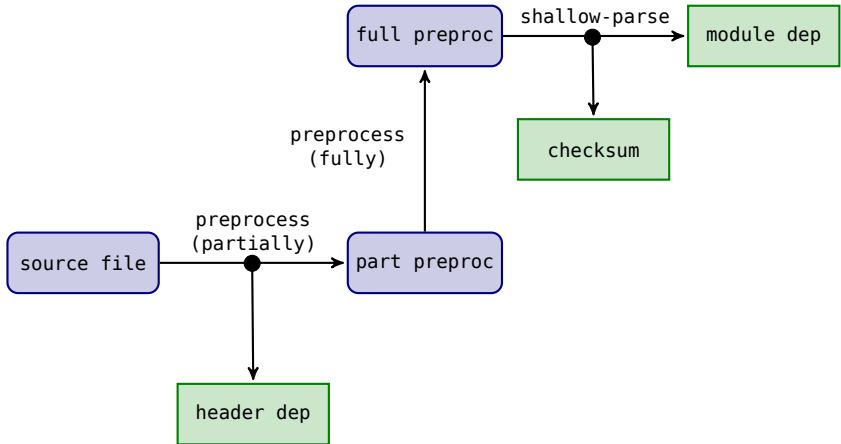 shallow-parse
full preproc
module dep
checksum
preprocess
(fully)
preprocess
(partially)
source file
part preproc
header dep